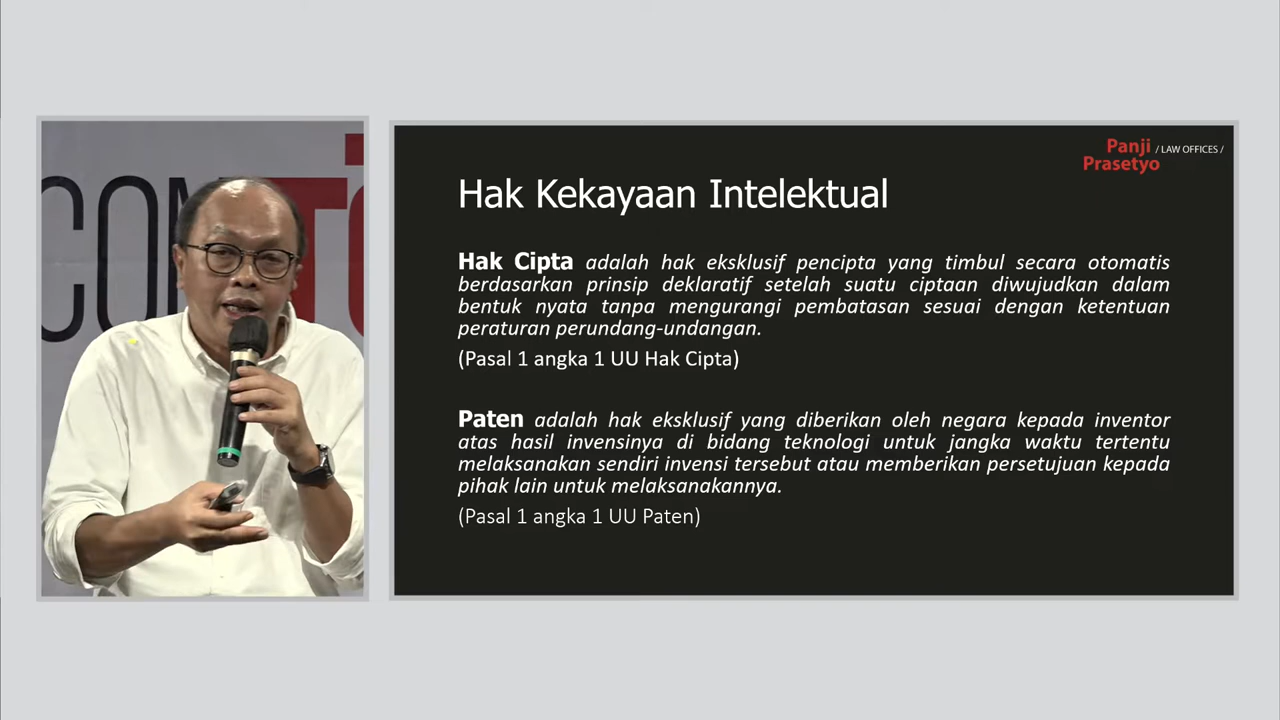 CON
Panji / LAW OFFICES /
Prasetyo
Hak Kekayaan Intelektual
Hak Cipta adalah hak eksklusif pencipta yang timbul secara otomatis
berdasarkan prinsip deklaratif setelah suatu ciptaan diwujudkan dalam
bentuk nyata tanpa mengurangi pembatasan sesuai dengan ketentuan
peraturan perundang-undangan.
(Pasal 1 angka 1 UU Hak Cipta)
Paten adalah hak eksklusif yang diberikan oleh negara kepada inventor
atas hasil invensinya di bidang teknologi untuk jangka waktu tertentu
melaksanakan sendiri invensi tersebut atau memberikan persetujuan kepada
pihak lain untuk melaksanakannya.
(Pasal 1 angka 1 UU Paten)